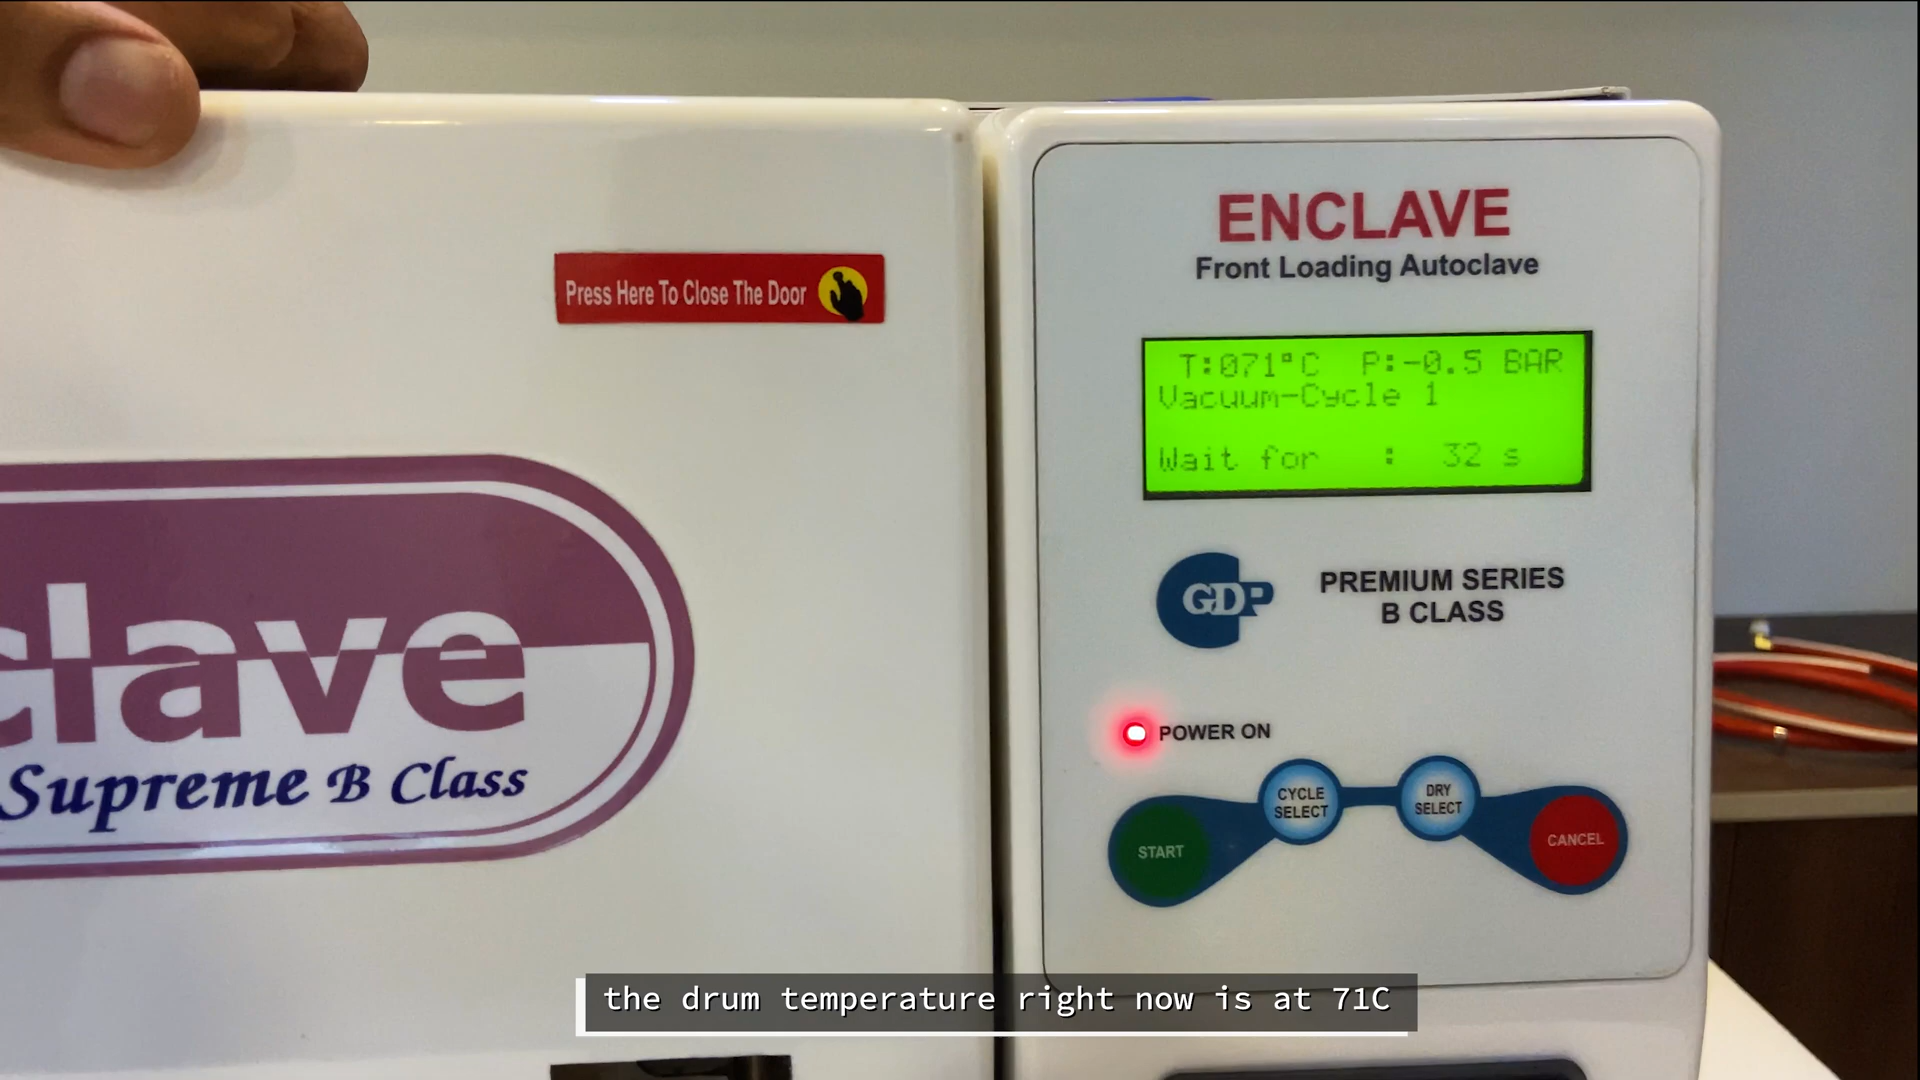 Press Here To Close The Door
clave
Supreme B Class
ENCLAVE
Front Loading Autoclave
T:071°C P:-0.5 BAR
Vacuum-Cycle 1
Wait for : 32 s
GDP
PREMIUM SERIES
B CLASS
POWER ON
CYCLE
SELECT
DRY
SELECT
START
CANCEL
the drum temperature right now is at 71C